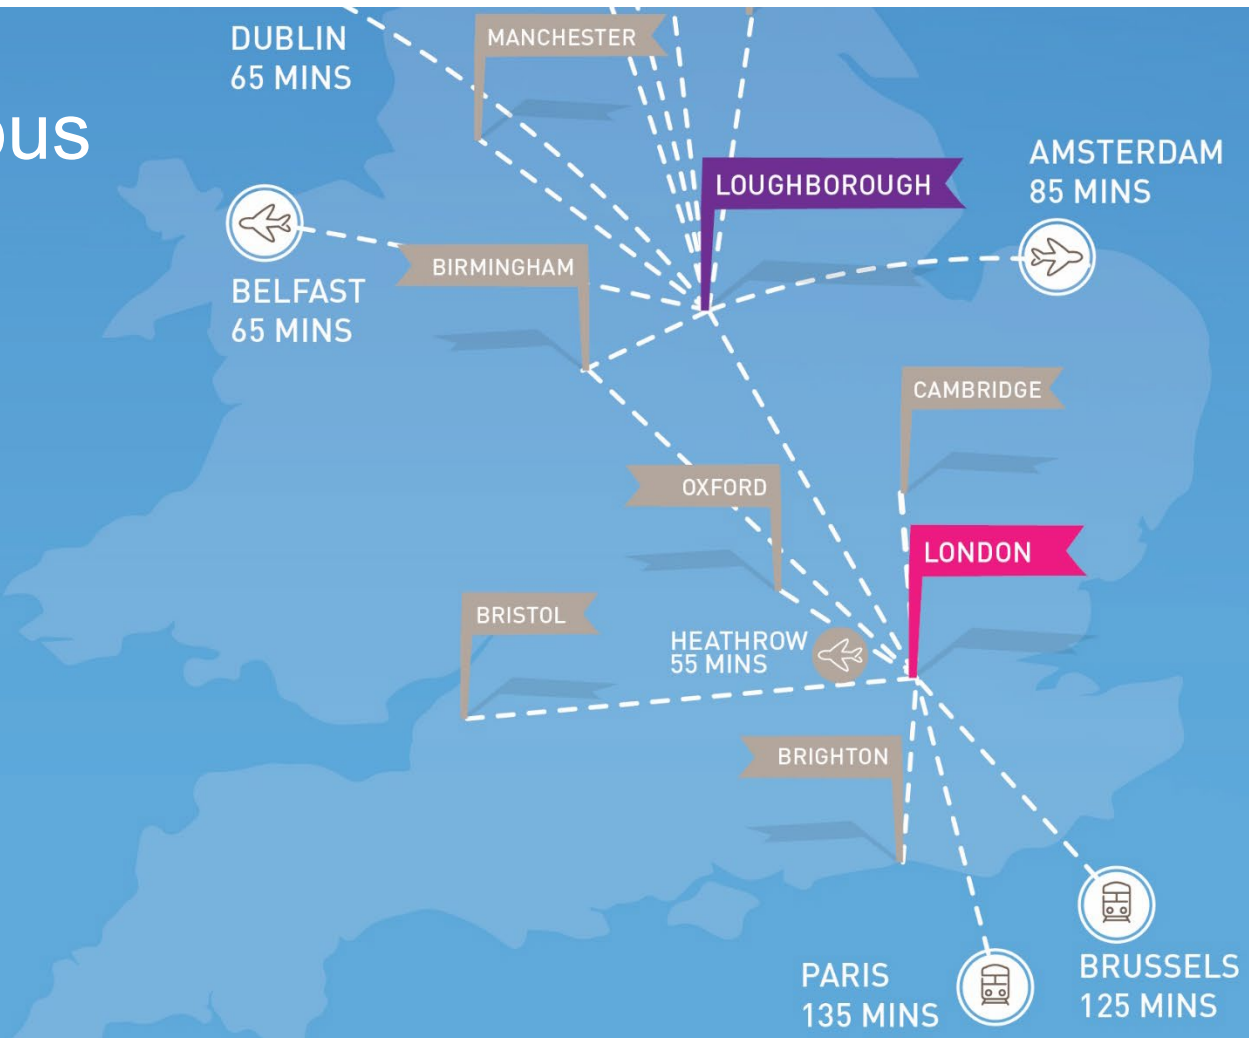 DUBLIN
65 MINS
MANCHESTER
LOUGHBOROUGH
AMSTERDAM
85 MINS
BELFAST
65 MINS
BIRMINGHAM
CAMBRIDGE
OXFORD
LONDON
BRISTOL
HEATHROW
55 MINS
BRIGHTON
PARIS
135 MINS
BRUSSELS
125 MINS